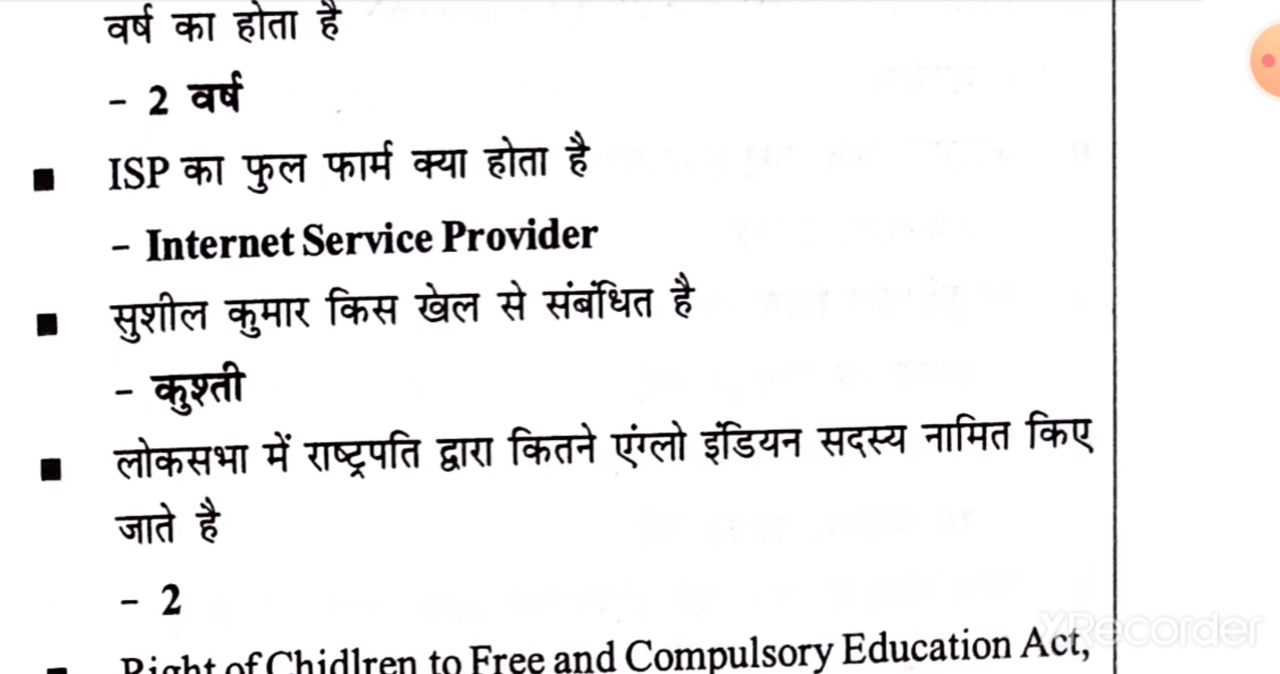 वर्ष का होता है
- 2 वर्ष
■ ISP का फुल फार्म क्या होता है
- Internet Service Provider
■ सुशील कुमार किस खेल से संबंधित है
- कुश्ती
■ लोकसभा में राष्ट्रपति द्वारा कितने एंग्लो इंडियन सदस्य नामित किए
जाते है
- 2
■ Right of Chidlren to Free and Compulsory Education Act,
XRecorder